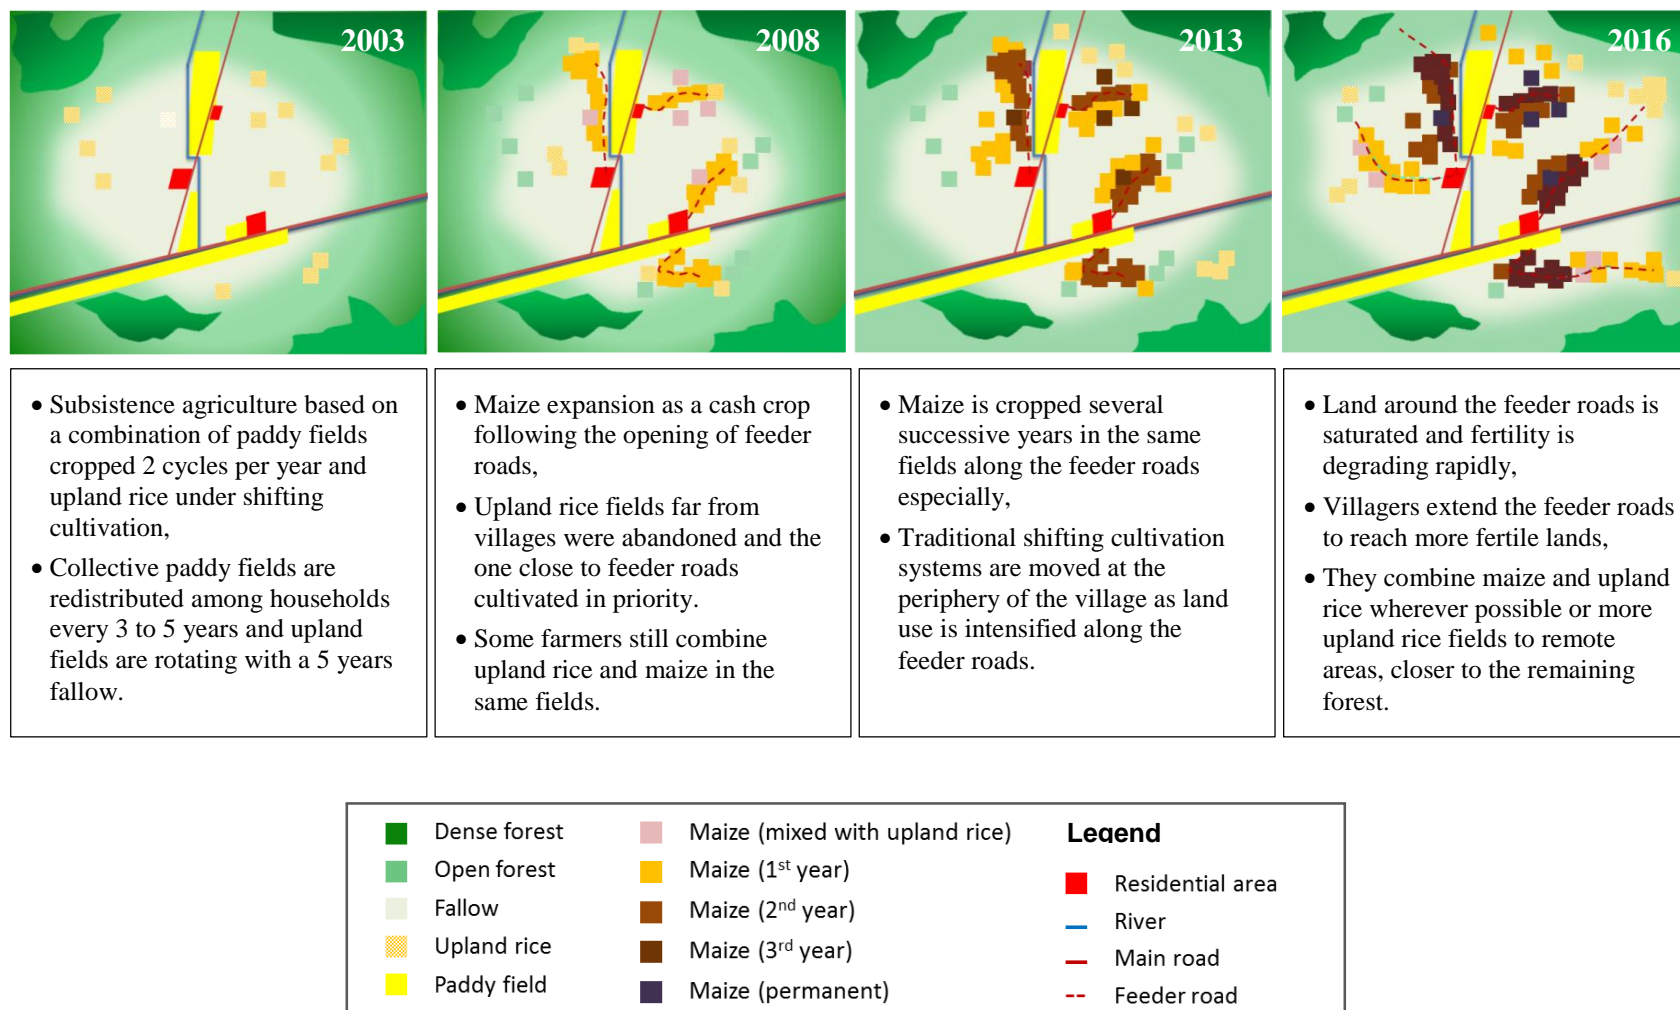 2003
2008
2013
2016
• Subsistence agriculture based on
a combination of paddy fields
cropped 2 cycles per year and
upland rice under shifting
cultivation,
• Collective paddy fields are
redistributed among households
every 3 to 5 years and upland
fields are rotating with a 5 years
fallow.
• Maize expansion as a cash crop
following the opening of feeder
roads,
• Upland rice fields far from
villages were abandoned and the
one close to feeder roads
cultivated in priority.
• Some farmers still combine
upland rice and maize in the
same fields.
• Maize is cropped several
successive years in the same
fields along the feeder roads
especially,
• Traditional shifting cultivation
systems are moved at the
periphery of the village as land
use is intensified along the
feeder roads.
• Land around the feeder roads is
saturated and fertility is
degrading rapidly,
• Villagers extend the feeder roads
to reach more fertile lands,
• They combine maize and upland
rice wherever possible or more
upland rice fields to remote
areas, closer to the remaining
forest.
Dense forest
Open forest
Fallow
Upland rice
Paddy field
Maize (mixed with upland rice)
Maize (1st year)
Maize (2nd year)
Maize (3rd year)
Maize (permanent)
Legend
Residential area
River
Main road
Feeder road